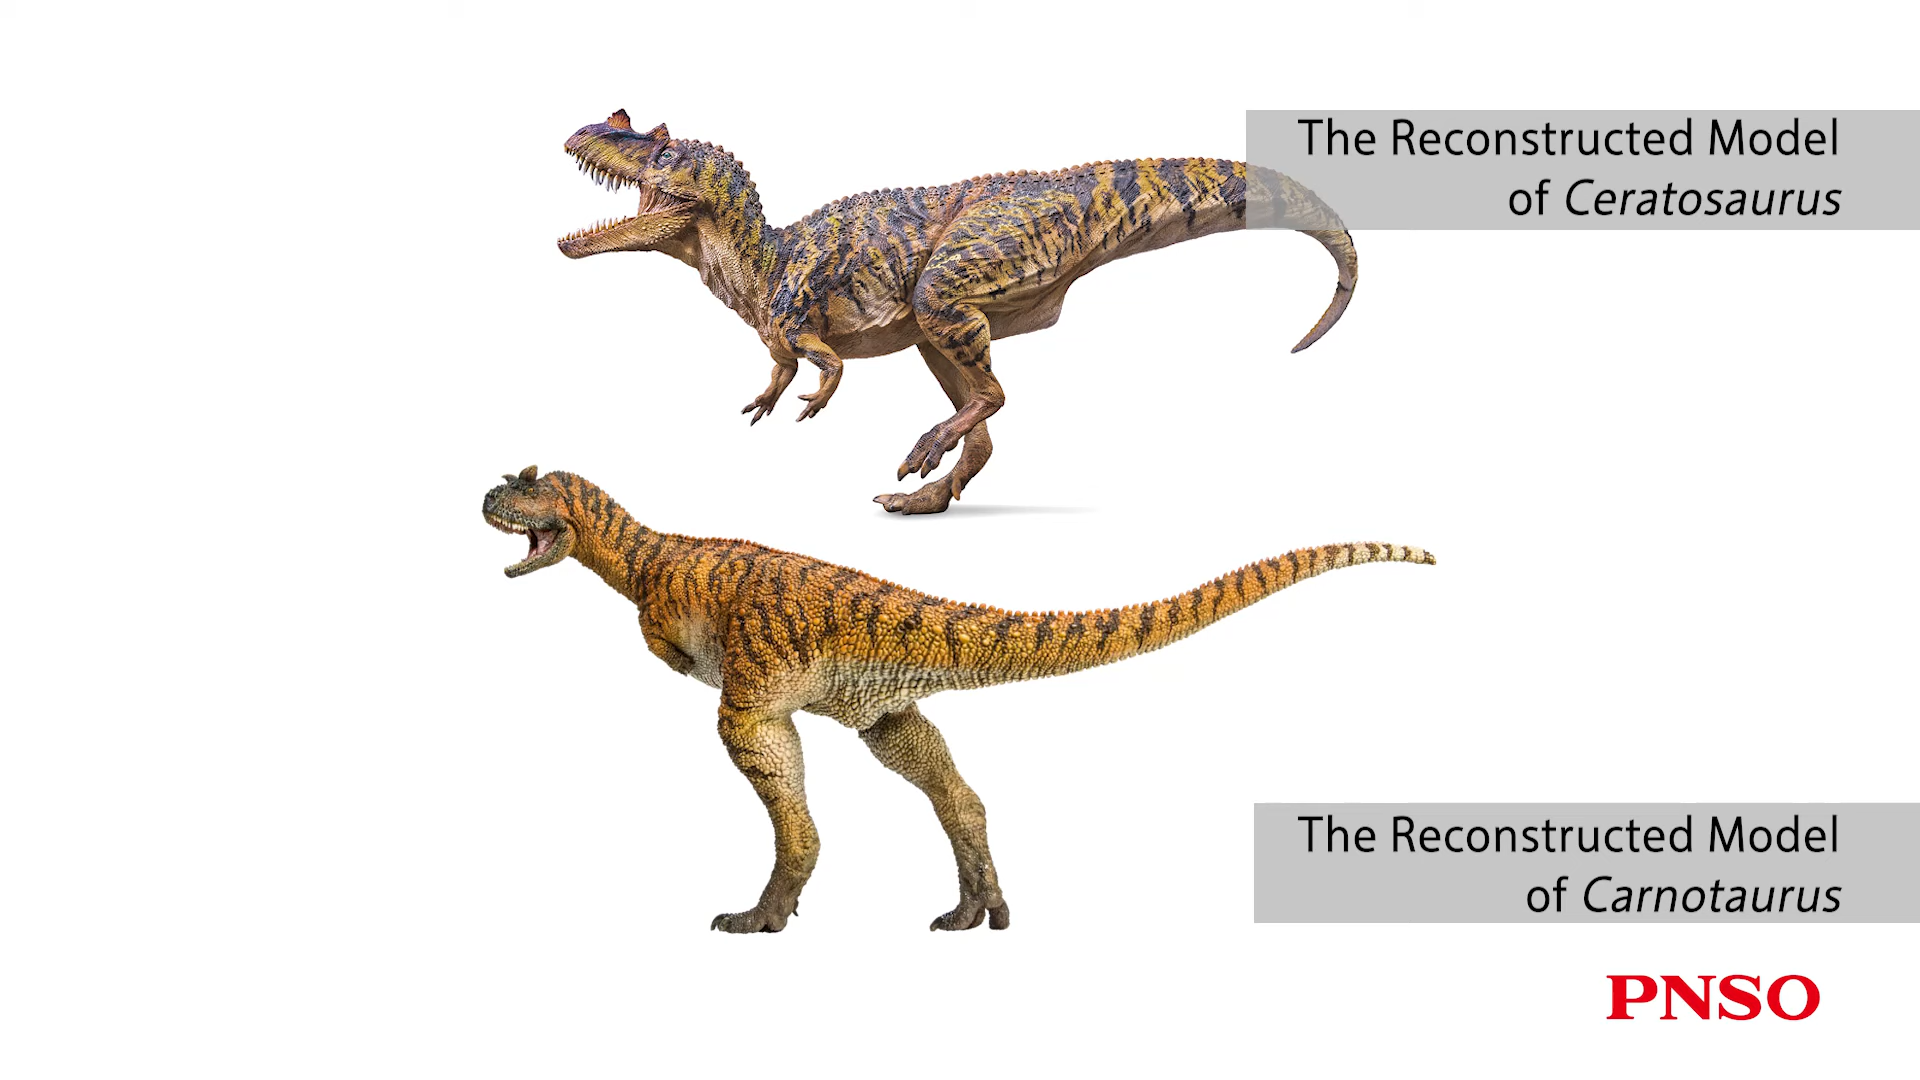 The Reconstructed Model
of Ceratosaurus
The Reconstructed Model
of Carnotaurus
PNSO